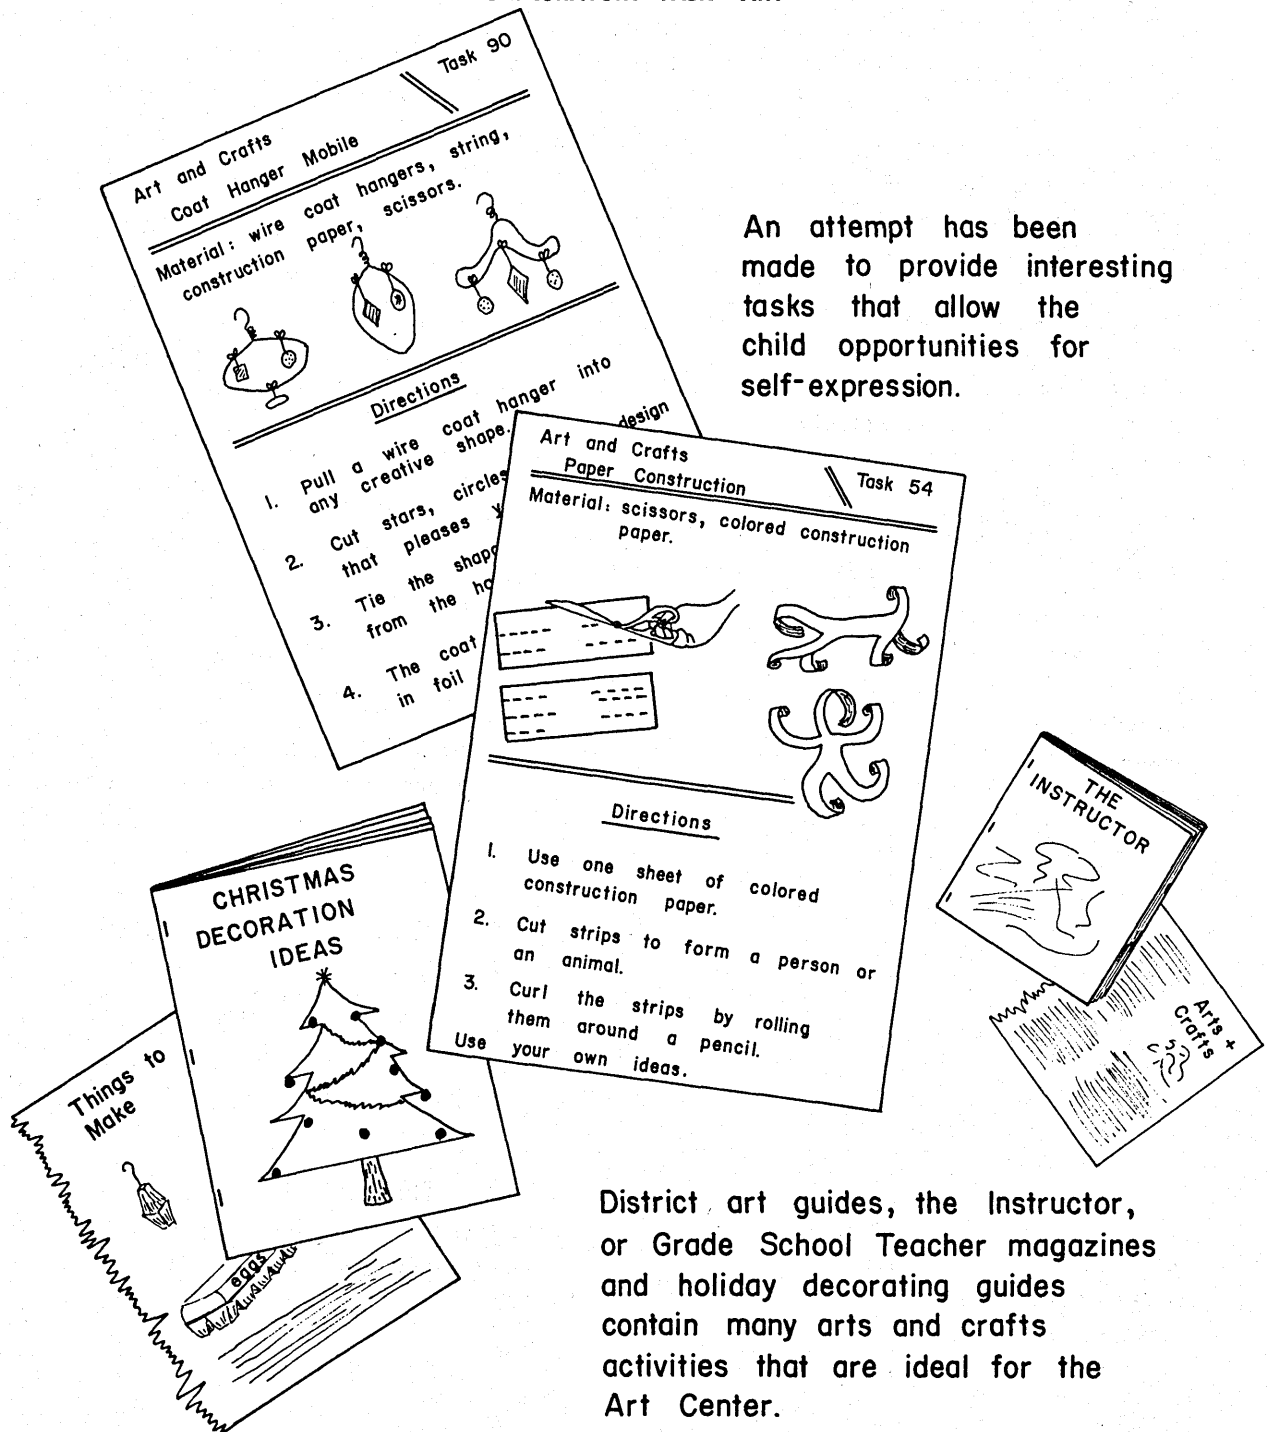 Task 90
Art and Crafts
Coat Hanger Mobile
Material: wire coat hangers, string,
construction paper, scissors.
Directions
1. Pull a wire coat hanger into
any creative shape.
design
2. Cut stars, circles
that pleases
3. Tie the
from the
4. The coat
in foil
An attempt has been
made to provide interesting
tasks that allow the
child opportunities for
self-expression.
Art and Crafts
Paper Construction
Task 54
Material: scissors, colored construction
paper.
Directions
1. Use one sheet of colored
construction paper.
2. Cut strips to form a person or
an animal.
3. Curl the strips by rolling
them around a pencil.
Use your own ideas.
THE
INSTRUCTOR
Arts +
Crafts
CHRISTMAS
DECORATION
IDEAS
Things to
Make
eggs
District art guides, the Instructor,
or Grade School Teacher magazines
and holiday decorating guides
contain many arts and crafts
activities that are ideal for the
Art Center.